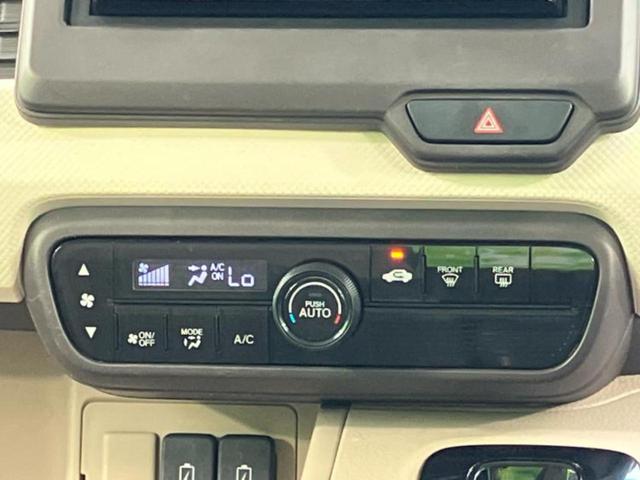 A/C
ON
Lo
PUSH
AUTO
FRONT
REAR
ON/
OFF
MODE
A/C